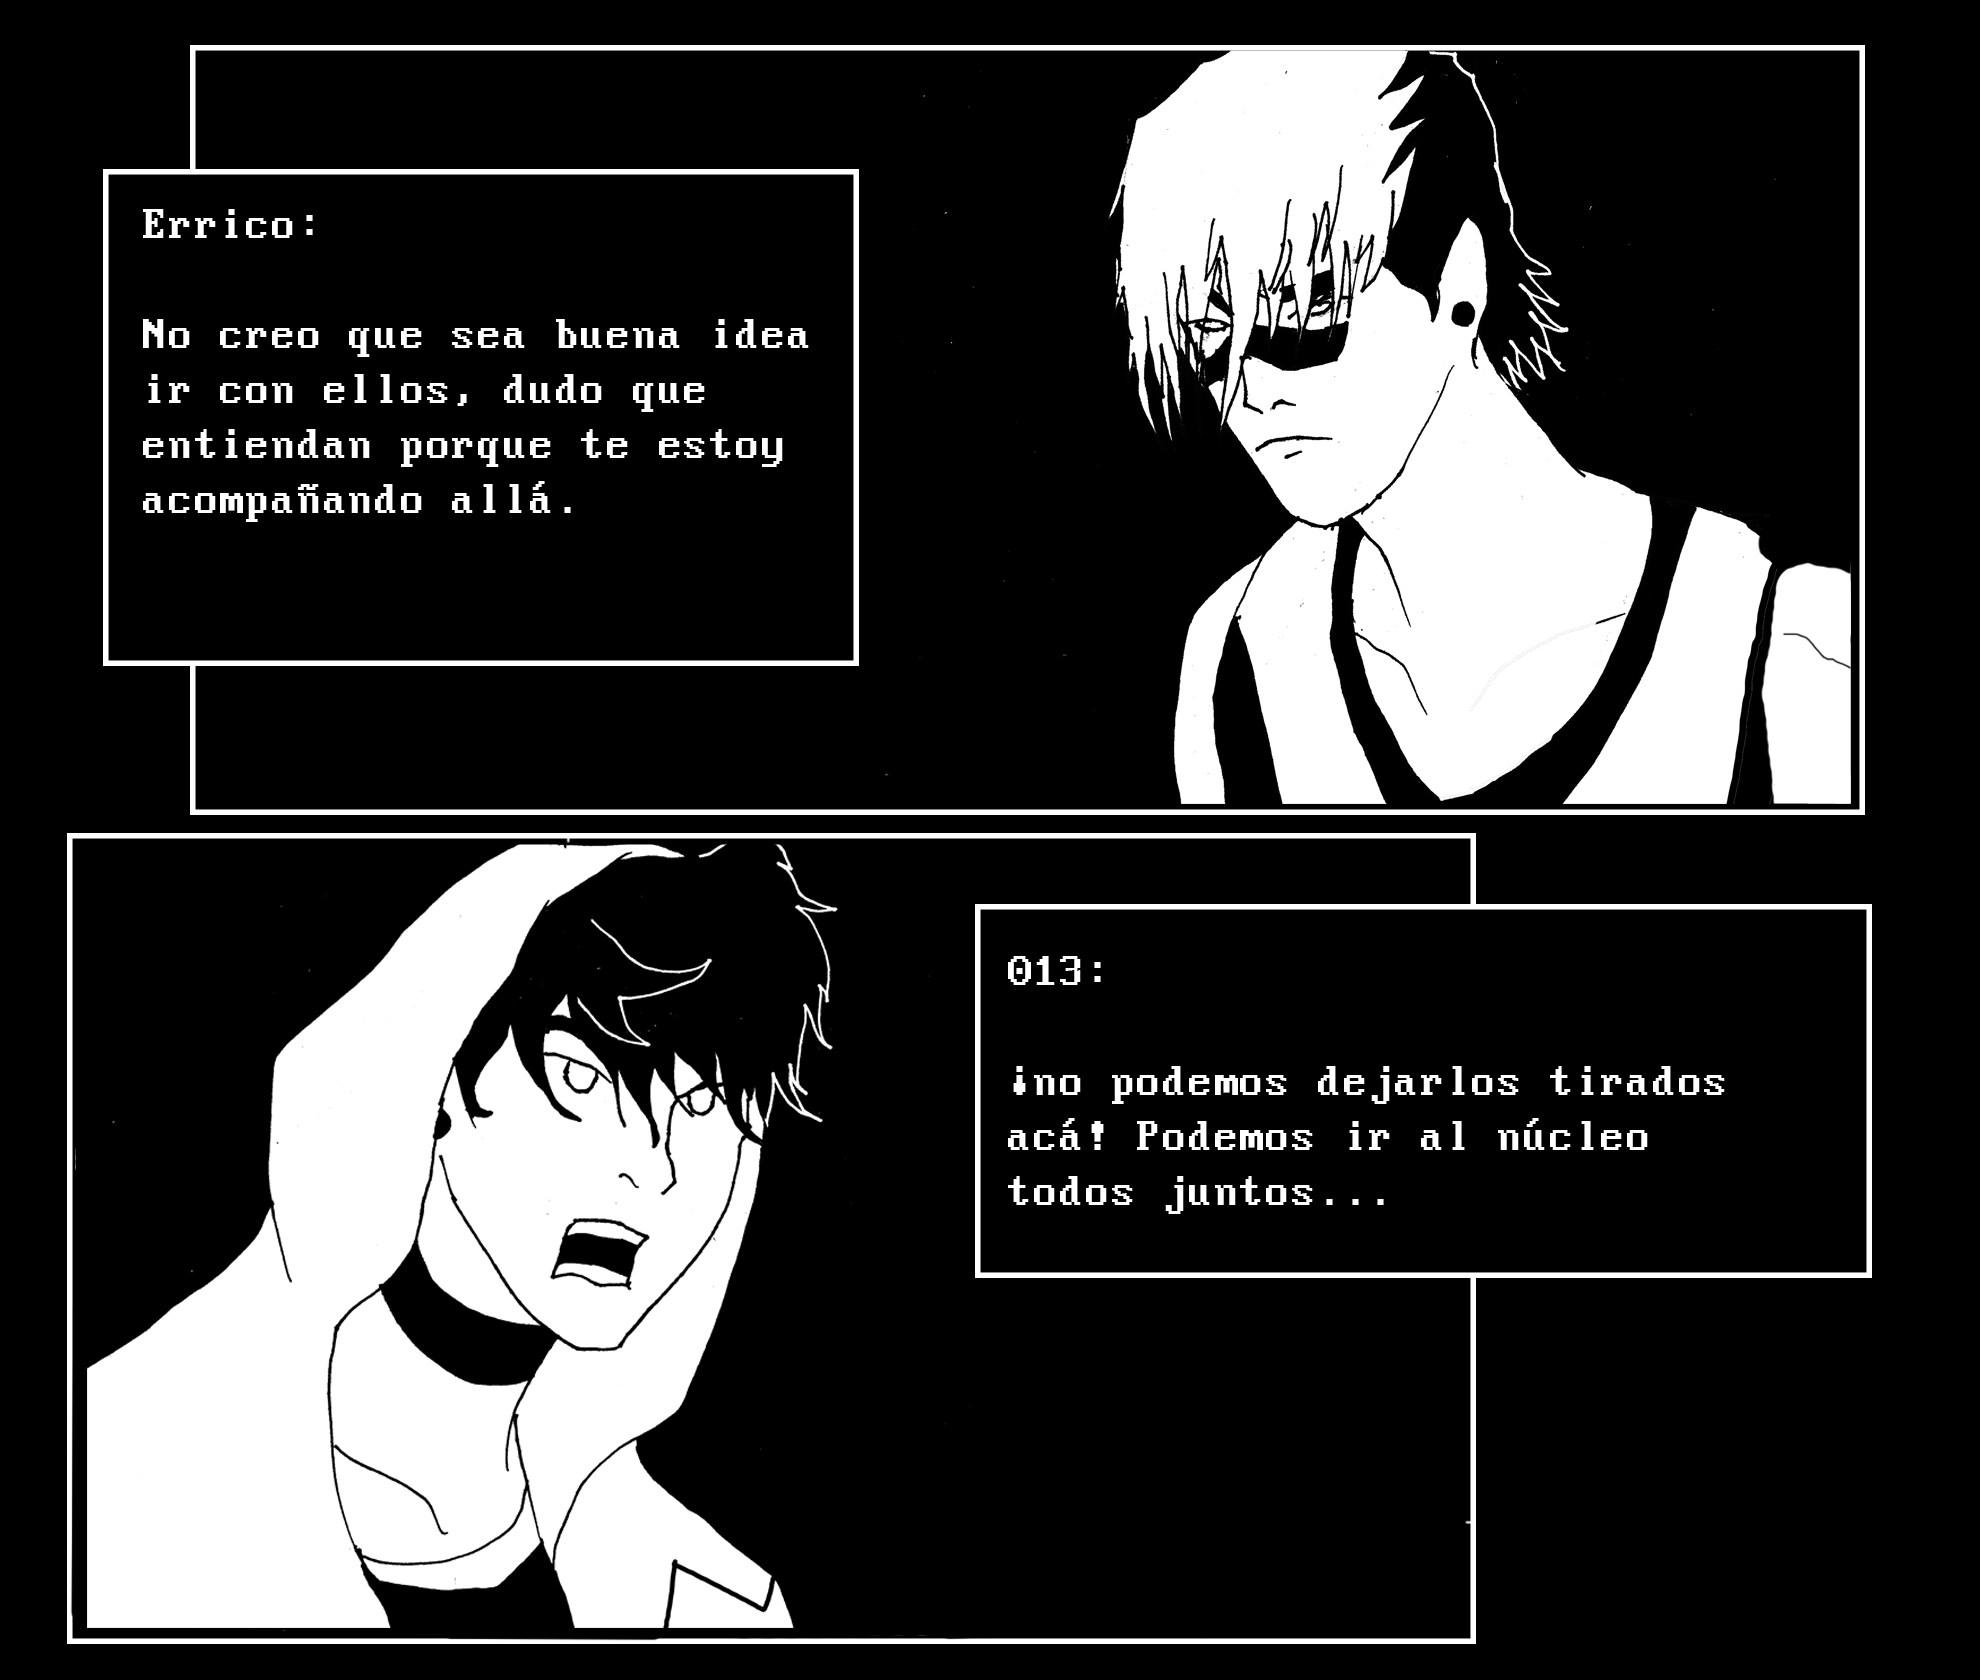 Errico:
No creo que sea buena idea
ir con ellos, dudo que
entiendan porque te estoy
acompañando allá.
013:
¡no podemos dejarlos tirados
acá! Podemos ir al núcleo
todos juntos...